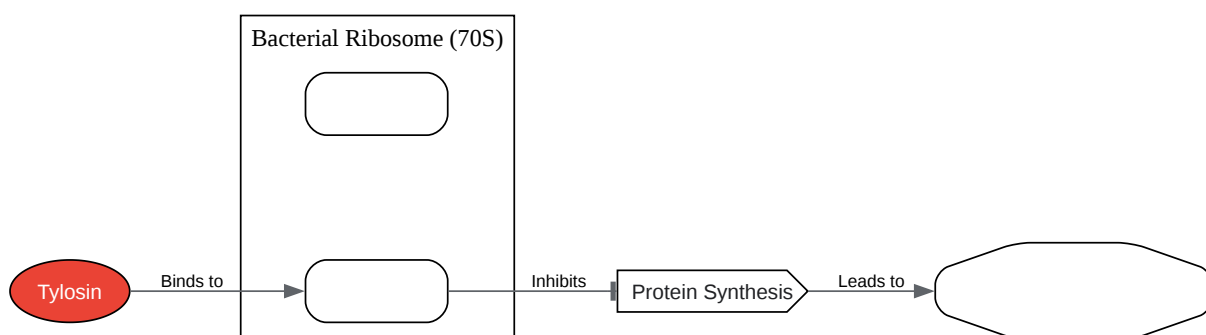 Bacterial Ribosome (70S)
Tylosin
Binds to
Inhibits
Protein Synthesis
Leads to